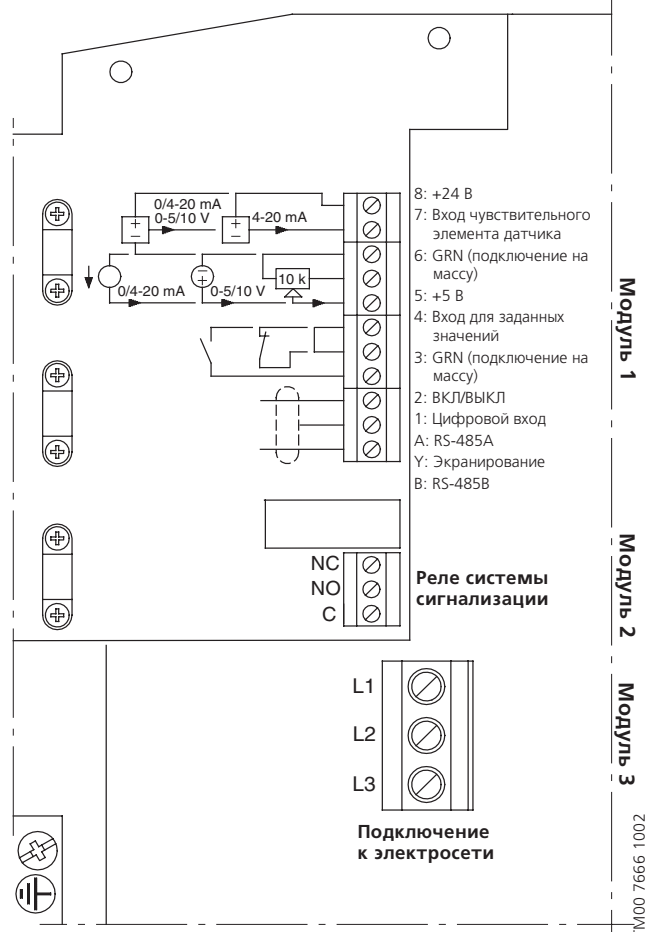 0/4-20 mA
0-5/10 V
4-20 mA
0/4-20 mA
0-5/10 V
10 k
8: +24 В
7: Вход чувствительного
элемента датчика
6: GRN (подключение на
массу)
5: +5 В
4: Вход для заданных
значений
3: GRN (подключение на
массу)
2: ВКЛ/ВЫКЛ
1: Цифровой вход
A: RS-485A
Y: Экранирование
B: RS-485B
Модуль 1
NC
NO
C
Реле системы
сигнализации
Модуль 2
L1
L2
L3
Подключение
к электросети
Модуль 3
TM00 7666 1002